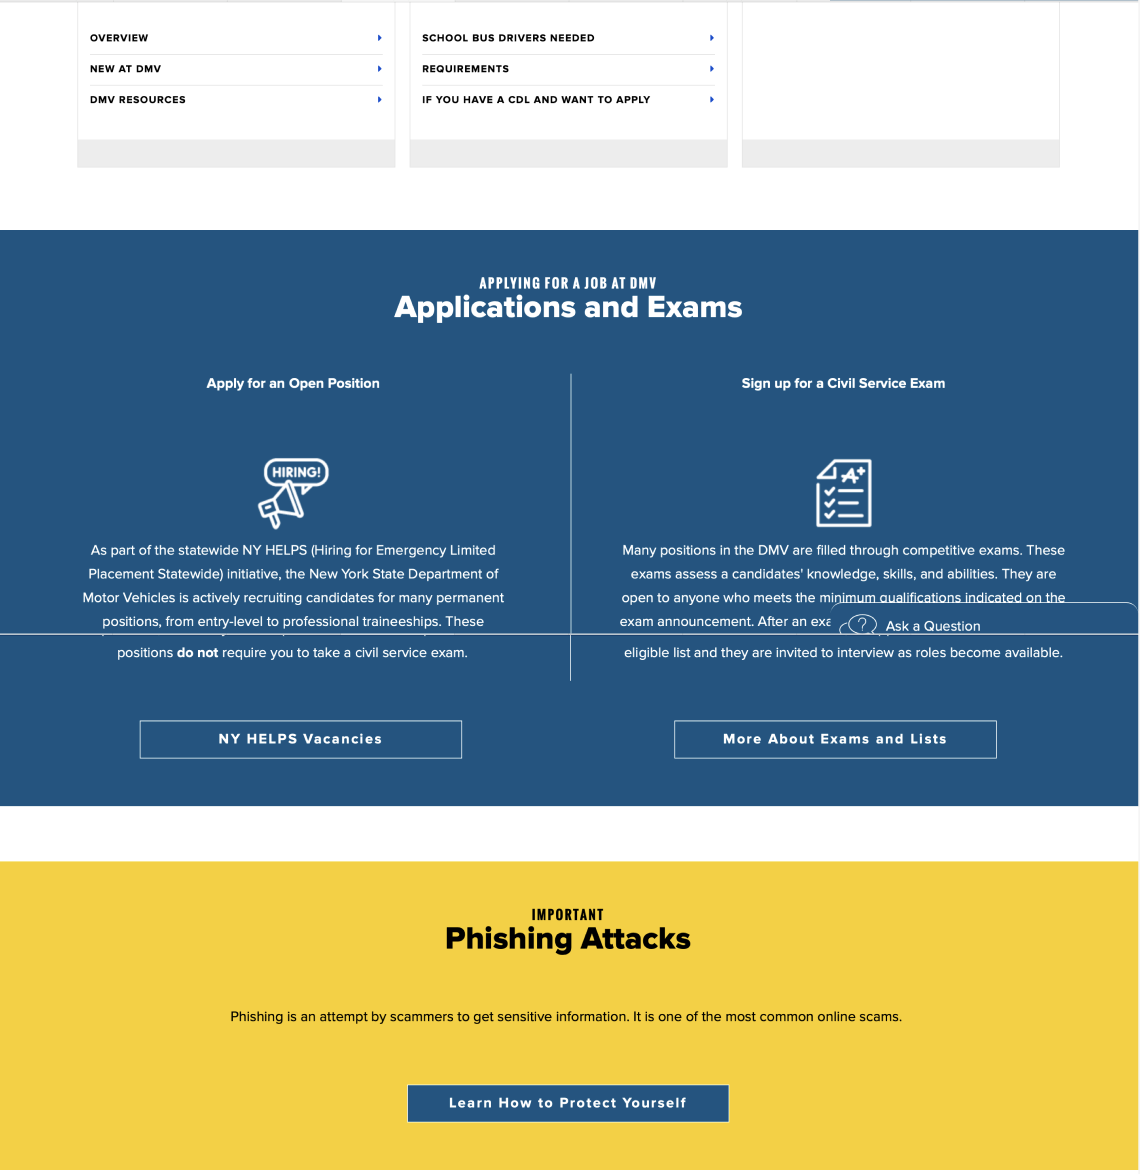 OVERVIEW
NEW AT DMV
DMV RESOURCES
SCHOOL BUS DRIVERS NEEDED
REQUIREMENTS
IF YOU HAVE A CDL AND WANT TO APPLY
APPLYING FOR A JOB AT DMV
Applications and Exams
Apply for an Open Position
HIRING!
As part of the statewide NY HELPS (Hiring for Emergency Limited
Placement Statewide) initiative, the New York State Department of
Motor Vehicles is actively recruiting candidates for many permanent
positions, from entry-level to professional traineeships. These
positions do not require you to take a civil service exam.
NY HELPS Vacancies
Sign up for a Civil Service Exam
A+
Many positions in the DMV are filled through competitive exams. These
exams assess a candidates' knowledge, skills, and abilities. They are
open to anyone who meets the minimum qualifications indicated on the
exam announcement. After an exa
Ask a Question
eligible list and they are invited to interview as roles become available.
More About Exams and Lists
IMPORTANT
Phishing Attacks
Phishing is an attempt by scammers to get sensitive information. It is one of the most common online scams.
Learn How to Protect Yourself